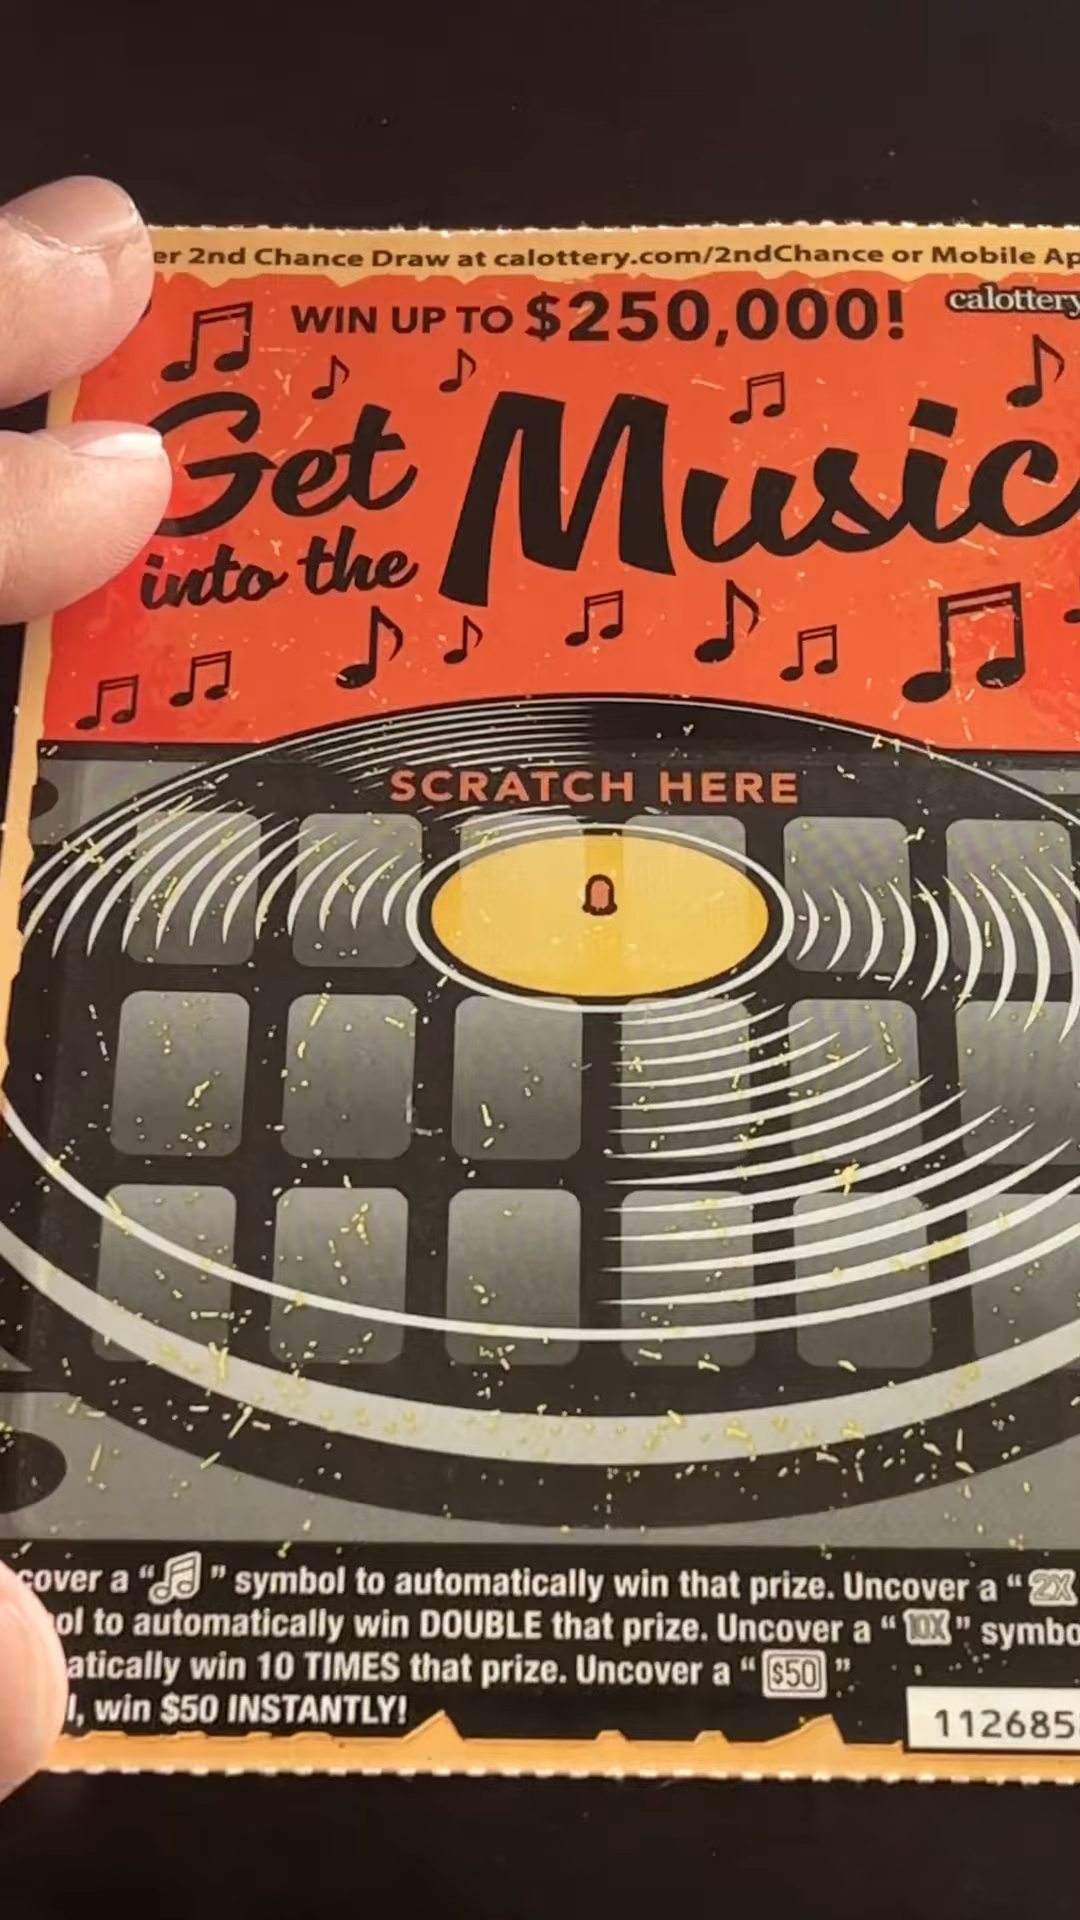 er 2nd Chance Draw at calottery.com/2ndChance or Mobile Ap
WIN UP TO $250,000!
calottery
Get
into the
Music
SCRATCH HERE
cover a “ ” symbol to automatically win that prize. Uncover a “2X
ol to automatically win DOUBLE that prize. Uncover a “10X” symbo
atically win 10 TIMES that prize. Uncover a “$50”
l, win $50 INSTANTLY!
112685